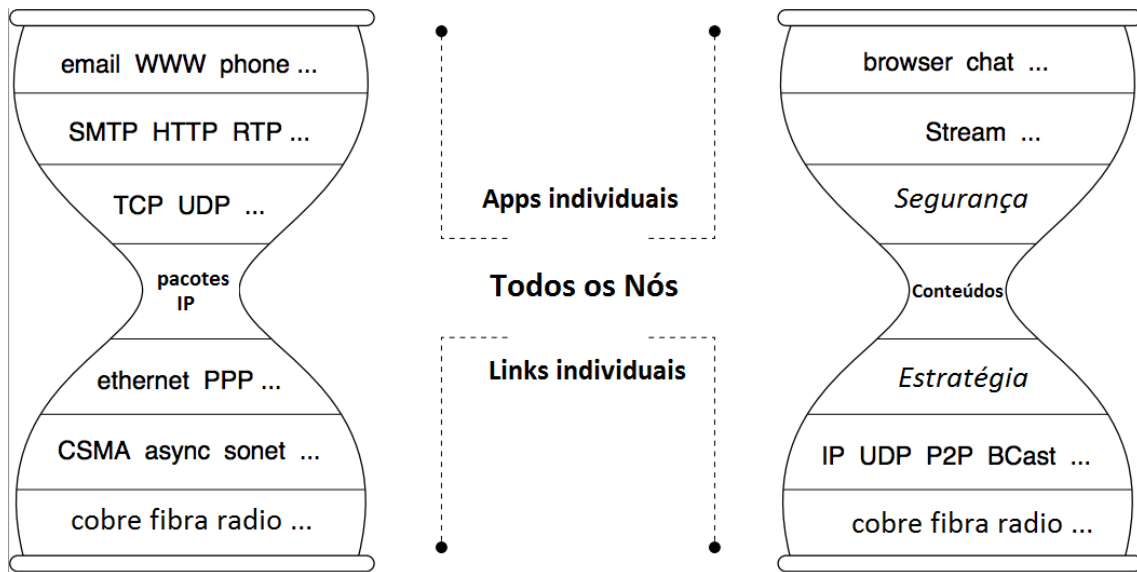 email WWW phone ...
SMTP HTTP RTP ...
TCP UDP ...
pacotes
IP
ethernet PPP ...
CSMA async sonet ...
cobre fibra radio ...
Apps individuais
Todos os Nós
Links individuais
browser chat ...
Stream ...
Segurança
Conteúdos
Estratégia
IP UDP P2P BCast ...
cobre fibra radio ...